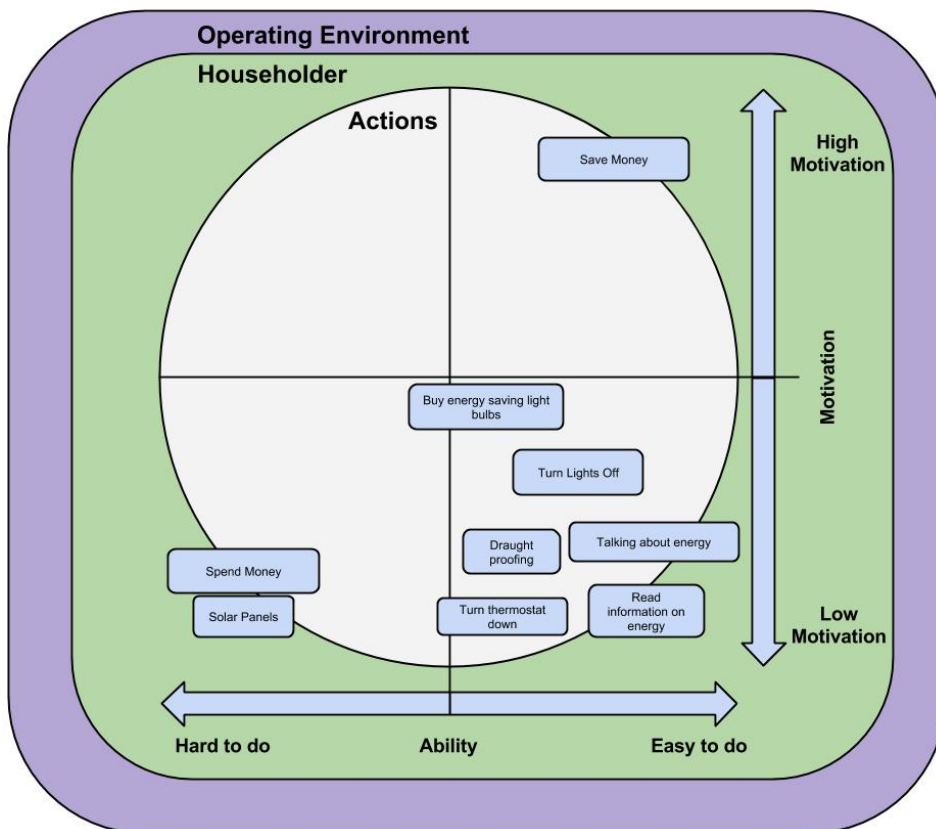 Operating Environment
Householder
Actions
Save Money
High
Motivation
Motivation
Buy energy saving light
bulbs
Turn Lights Off
Draught
proofing
Talking about energy
Spend Money
Solar Panels
Turn thermostat
down
Read
information on
energy
Low
Motivation
Hard to do
Ability
Easy to do